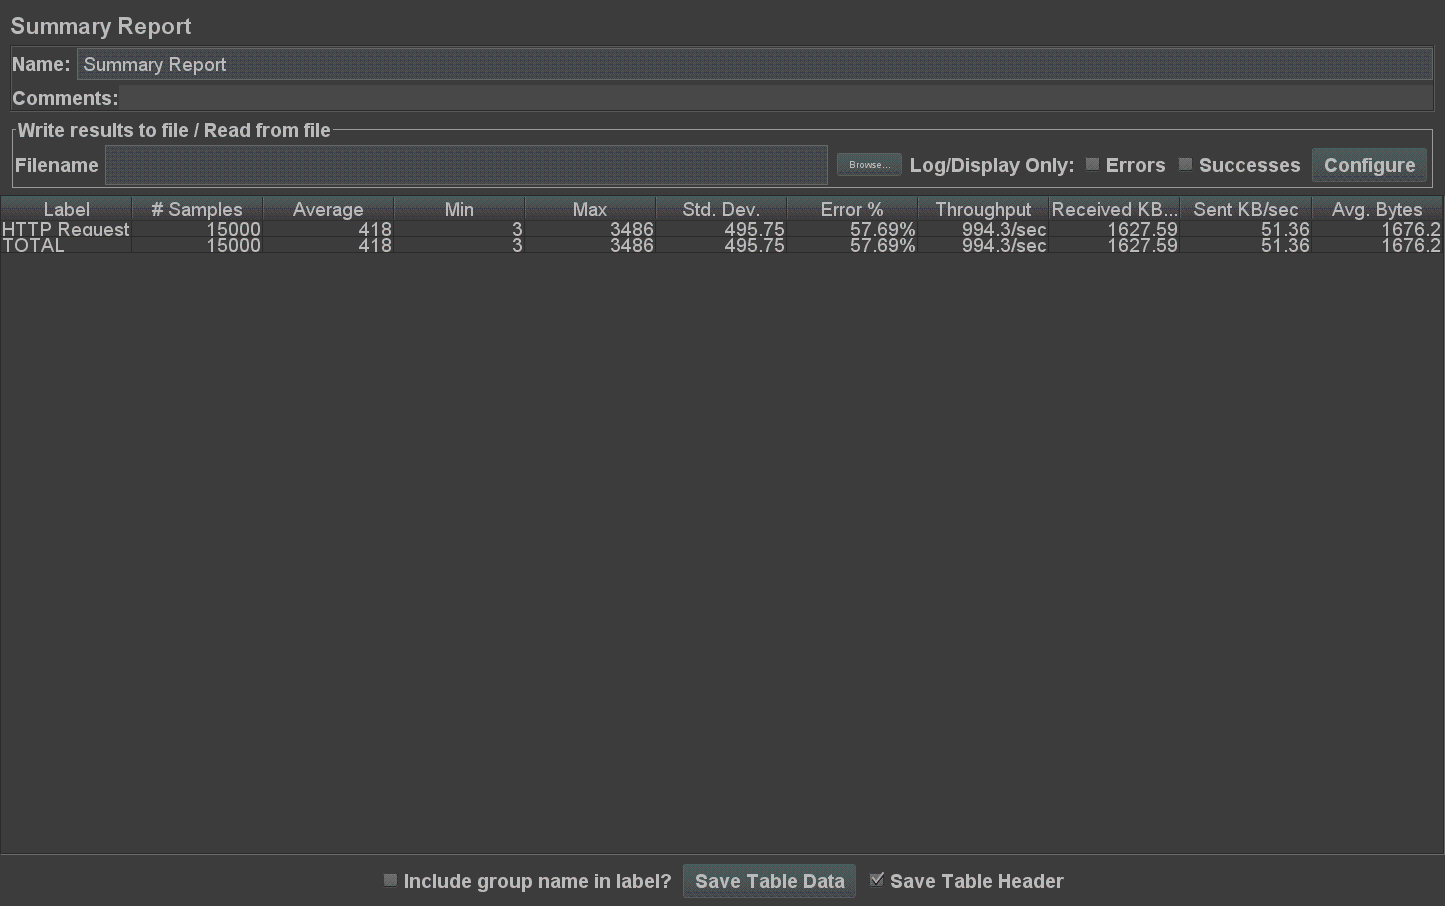 Summary Report
Name: Summary Report
Comments:
Write results to file / Read from file
Filename Browse... Log/Display Only: Errors Successes Configure
Label # Samples Average Min Max Std. Dev. Error % Throughput Received KB... Sent KB/sec Avg. Bytes
HTTP Request 15000 418 3 3486 495.75 57.69% 994.3/sec 1627.59 51.36 1676.2
TOTAL 15000 418 3 3486 495.75 57.69% 994.3/sec 1627.59 51.36 1676.2
Include group name in label? Save Table Data Save Table Header